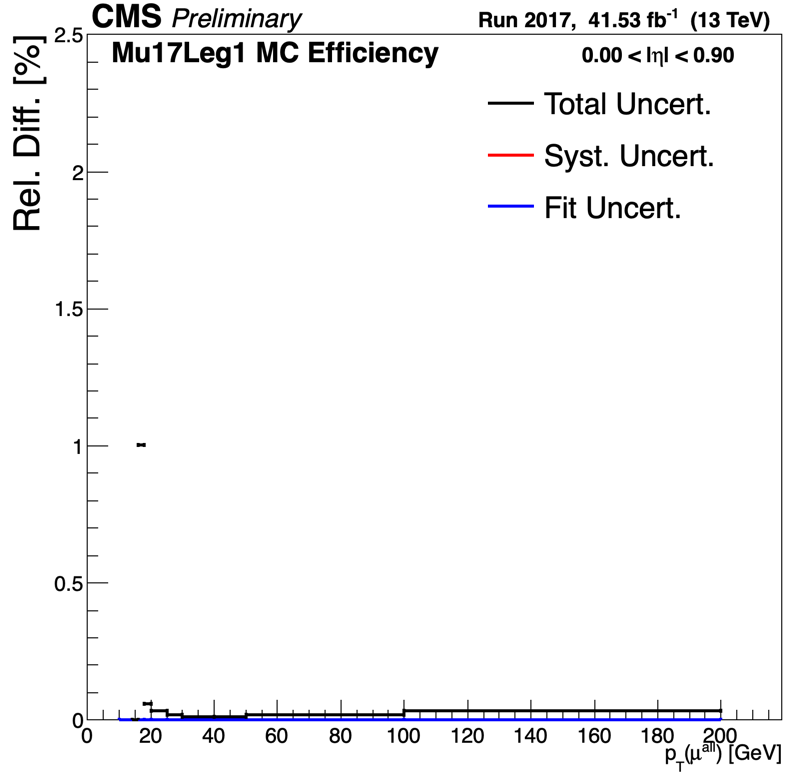 CMS Preliminary
Run 2017, 41.53 fb⁻¹ (13 TeV)
Mu17Leg1 MC Efficiency
0.00 < |η| < 0.90
Total Uncert.
Syst. Uncert.
Fit Uncert.
Rel. Diff. [%]
2.5
2
1.5
1
0.5
0
0 20 40 60 80 100 120 140 160 180 200
p_T(μ^all) [GeV]